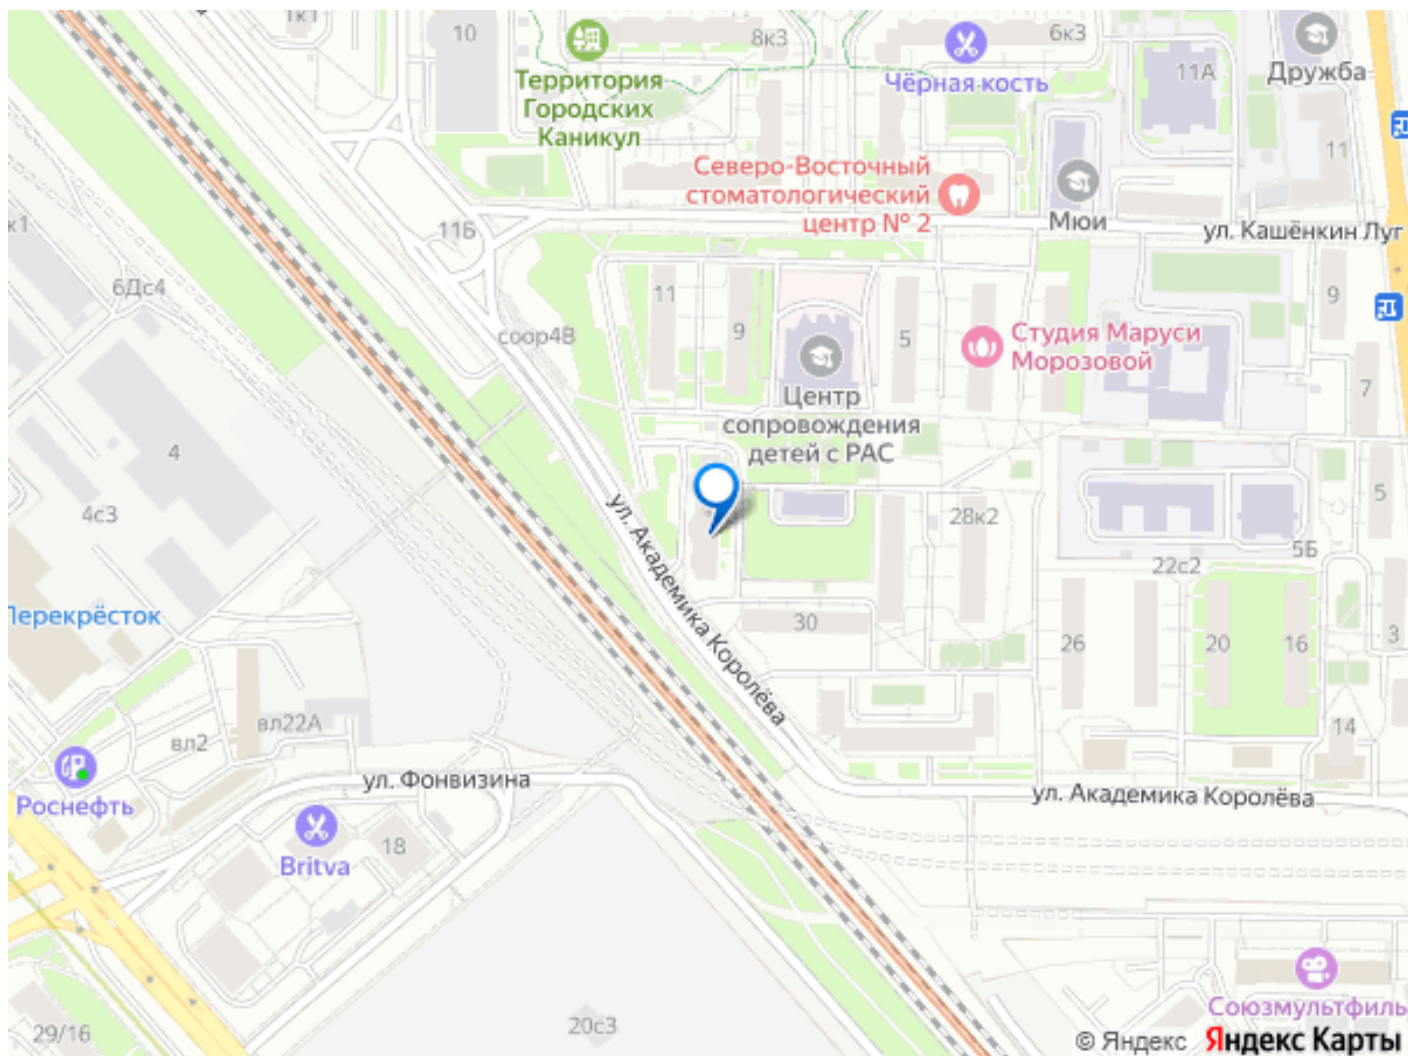 1к1
10
8к3
6к3
Территория
Городских
Каникул
Чёрная кость
11А
Дружба
11
Северо-Восточный
стоматологический
центр № 2
Мюи
ул. Кашёнкин Луг
к1
11Б
6Дс4
соор4В
11
9
5
9
Студия Маруси
Морозовой
7
Центр
сопровождения
детей с РАС
4
4с3
ул. Академика Королёва
28к2
5
5Б
22с2
Перекрёсток
30
26
20
16
3
вл22А
вл2
14
Роснефть
ул. Фонвизина
ул. Академика Королёва
18
Britva
Союзмультфиль
29/16
20с3
© Яндекс Яндекс Карты